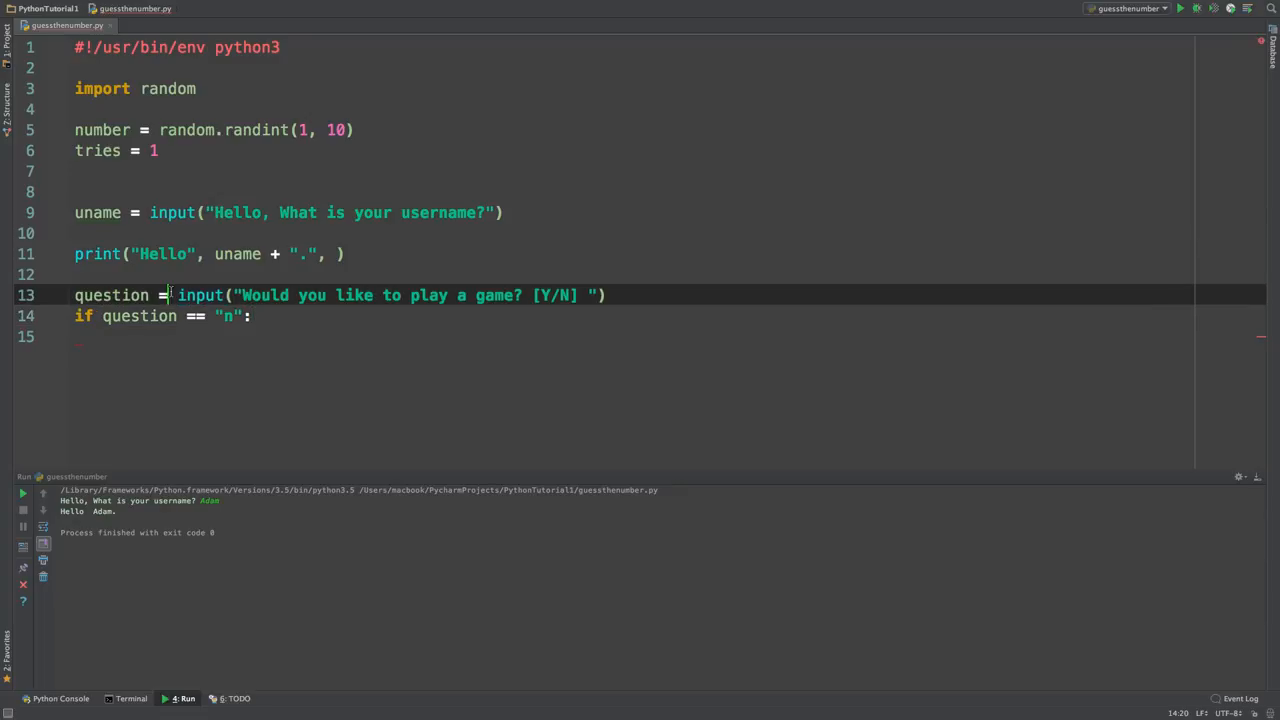 PythonTutorial1 guessthenumber.py guessthenumber
guessthenumber.py
1 #!/usr/bin/env python3
2
3 import random
4
5 number = random.randint(1, 10)
6 tries = 1
7
8
9 uname = input("Hello, What is your username?")
10
11 print("Hello", uname + ".", )
12
13 question = input("Would you like to play a game? [Y/N] ")
14 if question == "n":
15
1: Project
Z: Structure
2: Favorites
Database
Run guessthenumber
/Library/Frameworks/Python.framework/Versions/3.5/bin/python3.5 /Users/macbook/PycharmProjects/PythonTutorial1/guessthenumber.py
Hello, What is your username? Adam
Hello  Adam.
Process finished with exit code 0
Python Console Terminal 4: Run 6: TODO Event Log
14:20 LF÷ UTF-8÷